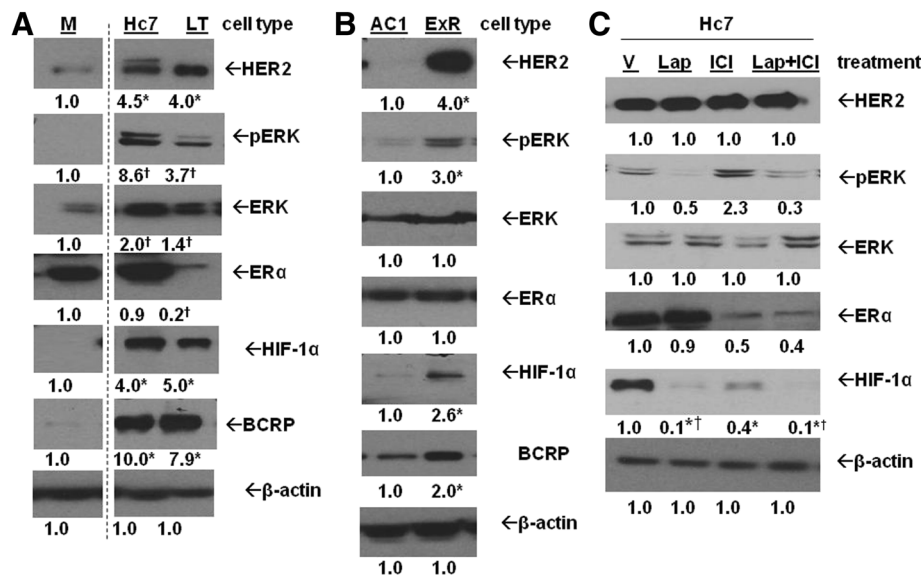 A
M Hc7 LT cell type
←HER2
1.0 4.5* 4.0*
←pERK
1.0 8.6† 3.7†
←ERK
1.0 2.0† 1.4†
←ERα
1.0 0.9 0.2†
←HIF-1α
1.0 4.0* 5.0*
←BCRP
1.0 10.0* 7.9*
←β-actin
1.0 1.0 1.0
B
AC1 ExR cell type
←HER2
1.0 4.0*
←pERK
1.0 3.0*
←ERK
1.0 1.0
←ERα
1.0 1.0
←HIF-1α
1.0 2.6*
BCRP
1.0 2.0*
←β-actin
1.0 1.0
C
Hc7
V Lap ICI Lap+ICI treatment
←HER2
1.0 1.0 1.0 1.0
←pERK
1.0 0.5 2.3 0.3
←ERK
1.0 1.0 1.0 1.0
←ERα
1.0 0.9 0.5 0.4
←HIF-1α
1.0 0.1*† 0.4* 0.1*†
←β-actin
1.0 1.0 1.0 1.0